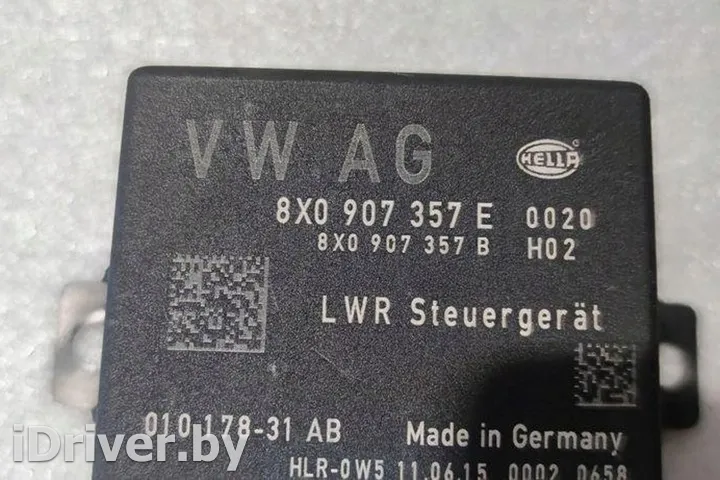 VW AG
HELLA
8X0 907 357 E 0020
8X0 907 357 B H02
LWR Steuergerät
010 178-31 AB Made in Germany
HLR-0W5 11.06.15 0002 0658
iDriver.by